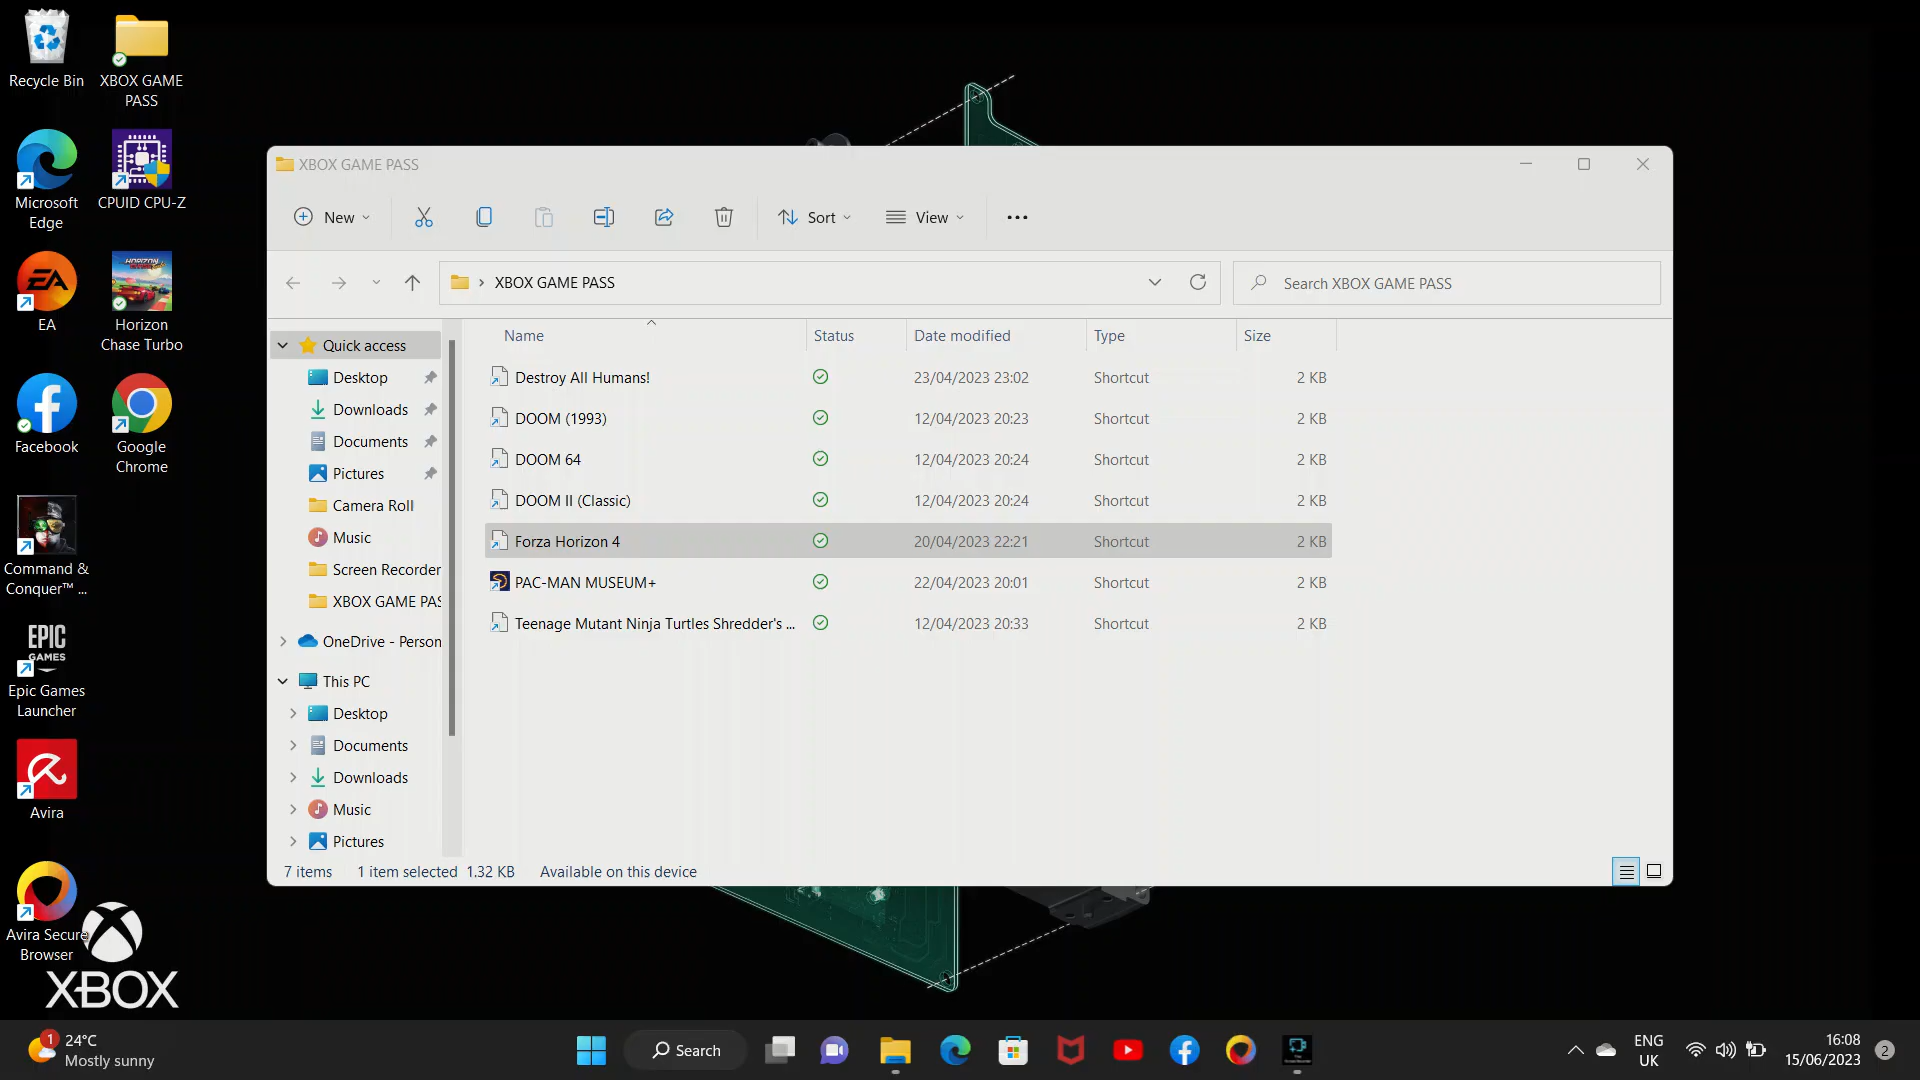 Recycle Bin
XBOX GAME
PASS
Microsoft
Edge
CPUID CPU-Z
EA
EA
HORIZON
Horizon
Chase Turbo
Facebook
Google
Chrome
Command &
Conquer™ ...
EPIC
GAMES
Epic Games
Launcher
Avira
Avira Secure
Browser
XBOX
XBOX GAME PASS
New
Sort
View
XBOX GAME PASS
Search XBOX GAME PASS
Quick access
Desktop
Downloads
Documents
Pictures
Camera Roll
Music
Screen Recorder
XBOX GAME PAS
OneDrive - Person
This PC
Desktop
Documents
Downloads
Music
Pictures
Name Status Date modified Type Size
Destroy All Humans! 23/04/2023 23:02 Shortcut 2 KB
DOOM (1993) 12/04/2023 20:23 Shortcut 2 KB
DOOM 64 12/04/2023 20:24 Shortcut 2 KB
DOOM II (Classic) 12/04/2023 20:24 Shortcut 2 KB
Forza Horizon 4 20/04/2023 22:21 Shortcut 2 KB
PAC-MAN MUSEUM+ 22/04/2023 20:01 Shortcut 2 KB
Teenage Mutant Ninja Turtles Shredder's ... 12/04/2023 20:33 Shortcut 2 KB
7 items 1 item selected 1.32 KB Available on this device
1
24°C
Mostly sunny
Search
ENG
UK
16:08
15/06/2023
2